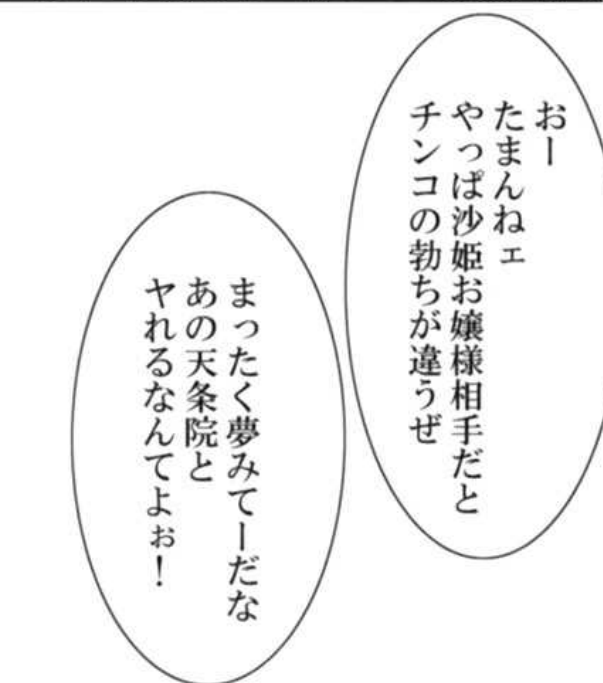 おー
たまんねェ
やっぱ沙姫お嬢様相手だと
チンコの勃ちが違うぜ
まったく夢みてーだな
あの天条院と
ヤれるなんてよぉ！